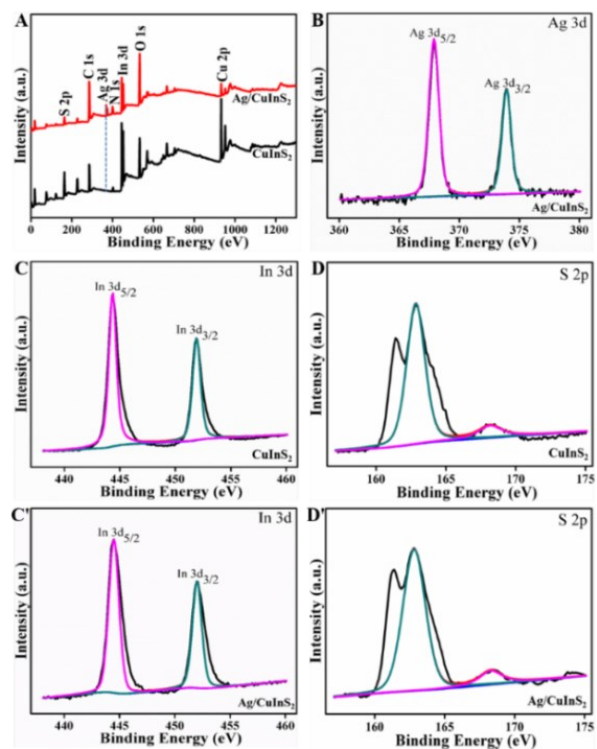 A
Intensity (a.u.)
S 2p
C 1s
Ag 3d
N 1s
In 3d
O 1s
Cu 2p
Ag/CuInS₂
CuInS₂
0 200 400 600 800 1000 1200
Binding Energy (eV)
B
Ag 3d
Intensity (a.u.)
Ag 3d₅/₂
Ag 3d₃/₂
Ag/CuInS₂
360 365 370 375 380
Binding Energy (eV)
C
In 3d
Intensity (a.u.)
In 3d₅/₂
In 3d₃/₂
CuInS₂
440 445 450 455 460
Binding Energy (eV)
D
S 2p
Intensity (a.u.)
CuInS₂
160 165 170 175
Binding Energy (eV)
C'
In 3d
Intensity (a.u.)
In 3d₅/₂
In 3d₃/₂
Ag/CuInS₂
440 445 450 455 460
Binding Energy (eV)
D'
S 2p
Intensity (a.u.)
Ag/CuInS₂
160 165 170 175
Binding Energy (eV)